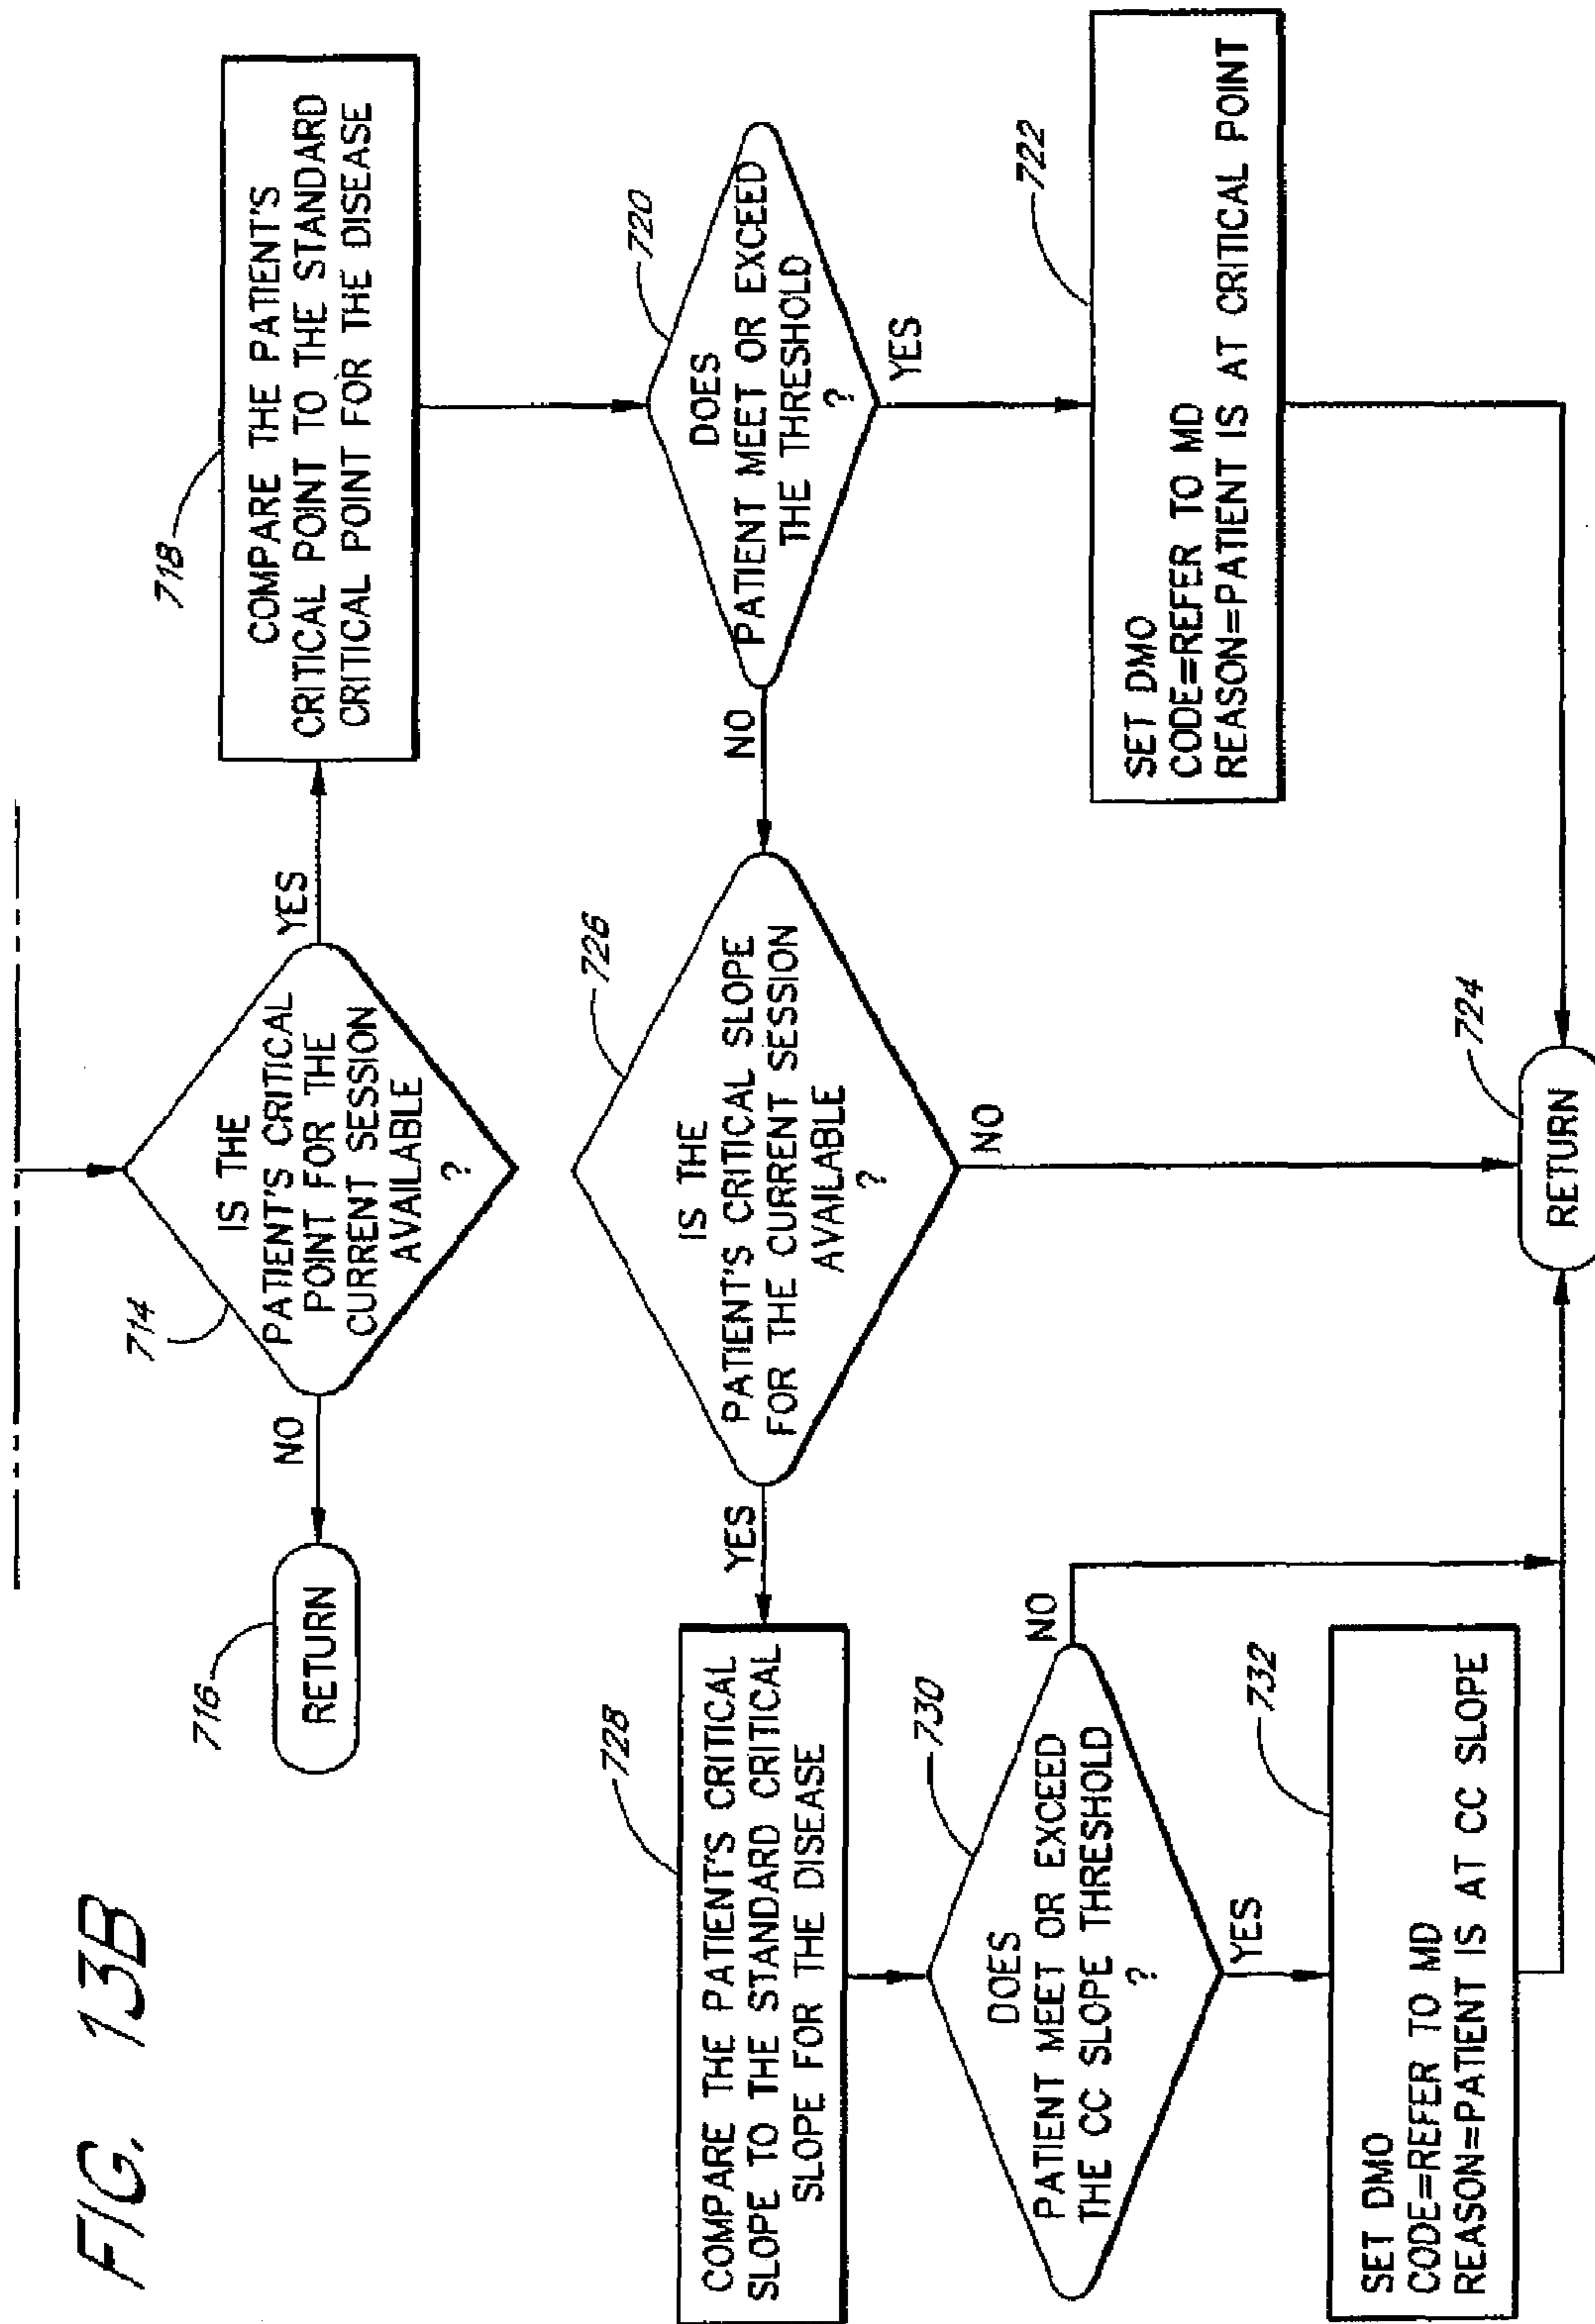 FIG. 13B
714
IS THE
PATIENT'S CRITICAL
POINT FOR THE
CURRENT SESSION
AVAILABLE
?
NO
YES
716
RETURN
718
COMPARE THE PATIENT'S
CRITICAL POINT TO THE STANDARD
CRITICAL POINT FOR THE DISEASE
720
DOES
PATIENT MEET OR EXCEED
THE THRESHOLD
?
NO
YES
722
SET DMO
CODE=REFER TO MD
REASON=PATIENT IS AT CRITICAL POINT
726
IS THE
PATIENT'S CRITICAL SLOPE
FOR THE CURRENT SESSION
AVAILABLE
?
YES
NO
728
COMPARE THE PATIENT'S CRITICAL
SLOPE TO THE STANDARD CRITICAL
SLOPE FOR THE DISEASE
730
DOES
PATIENT MEET OR EXCEED
THE CC SLOPE THRESHOLD
?
NO
YES
732
SET DMO
CODE=REFER TO MD
REASON=PATIENT IS AT CC SLOPE
724
RETURN